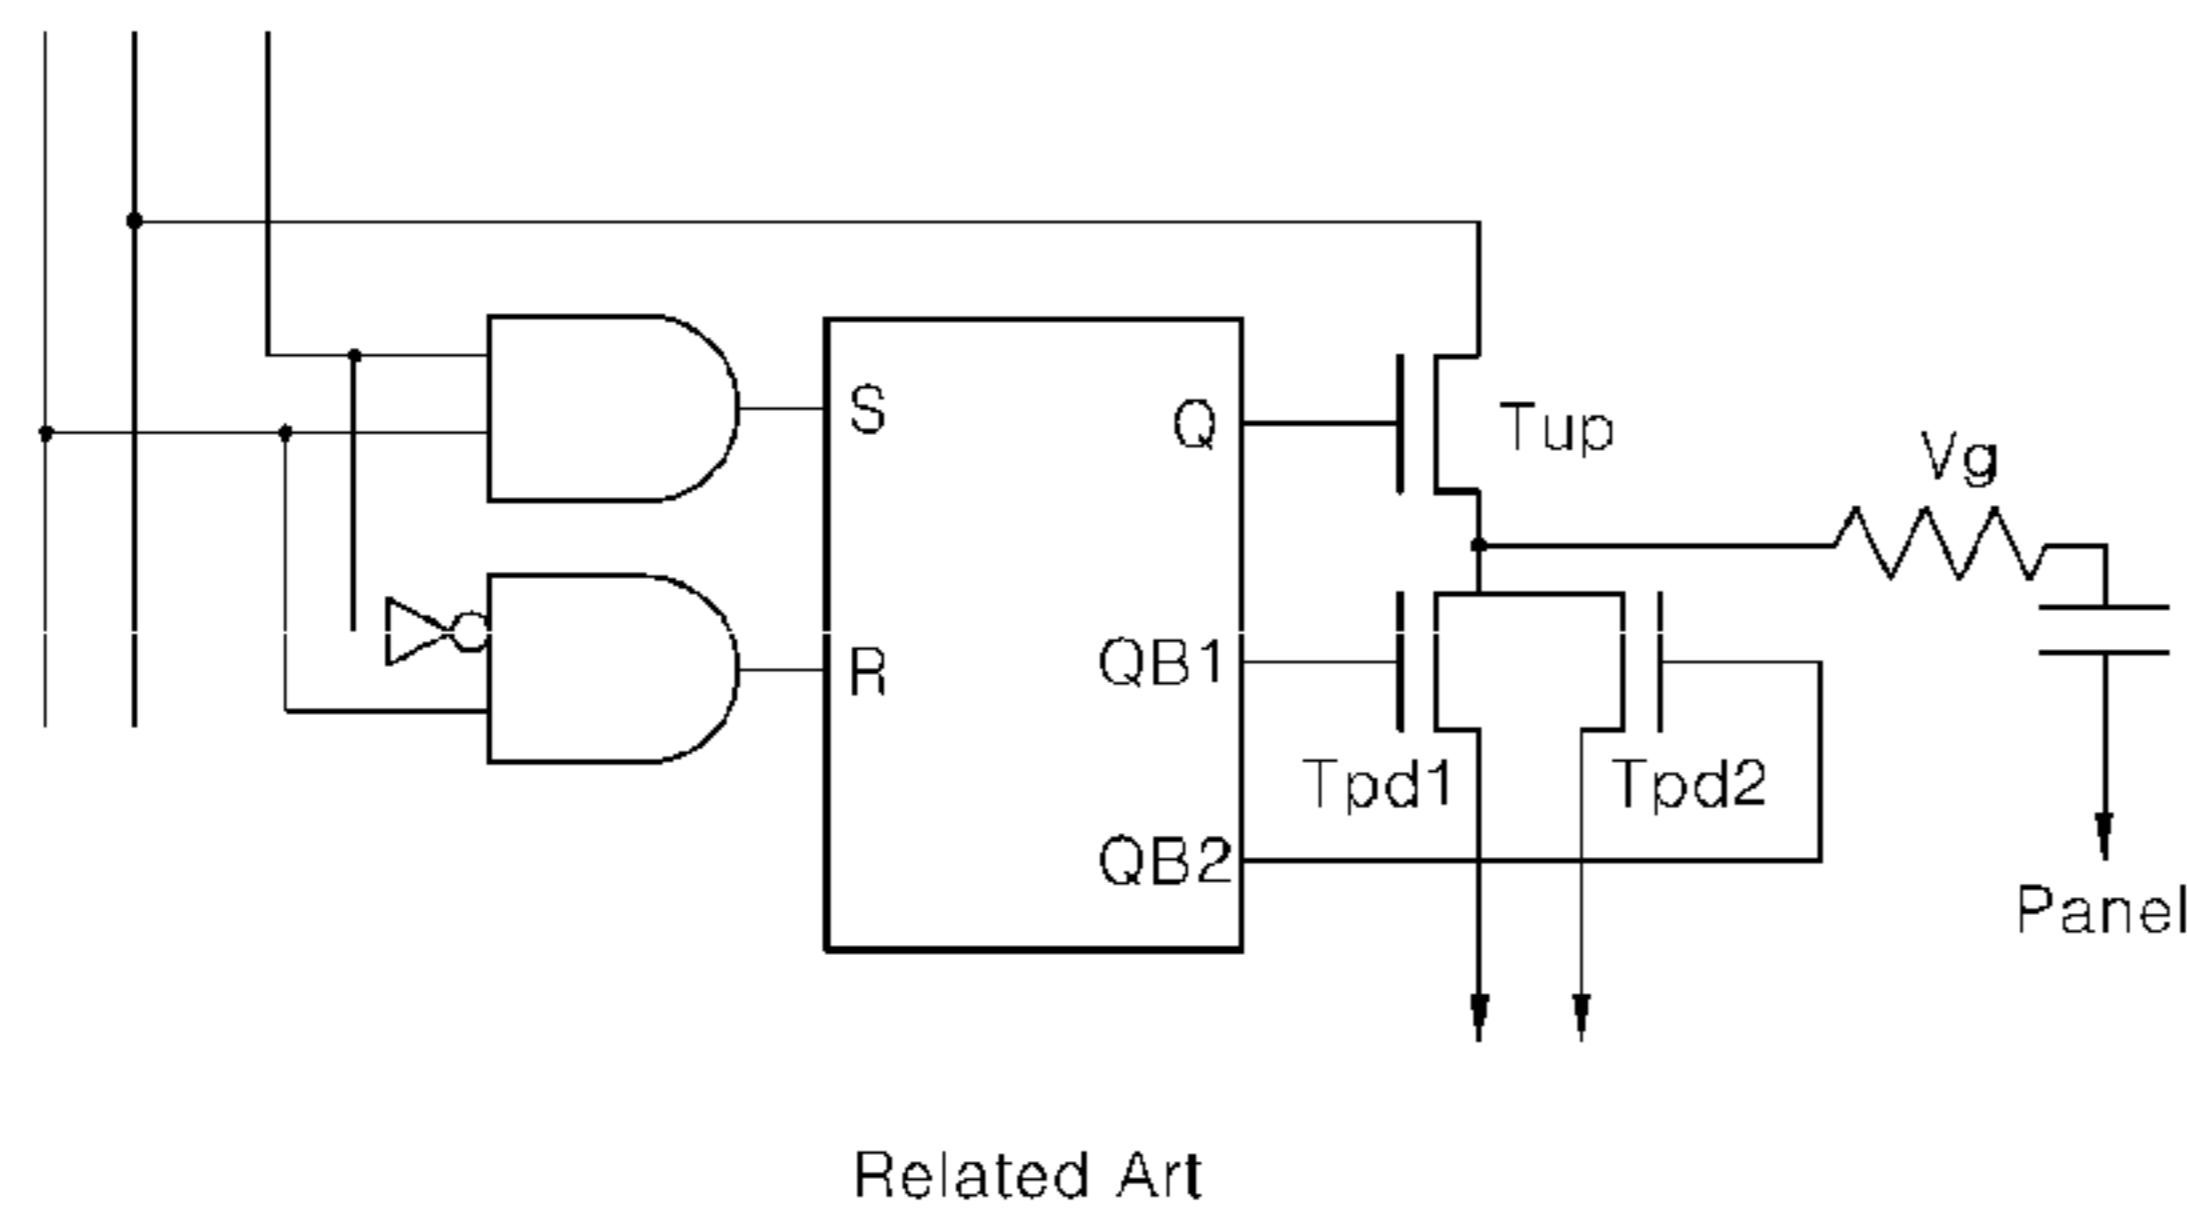 S
Q
Tup
Vg
R
QB1
Tpd1
Tpd2
QB2
Panel
Related Art